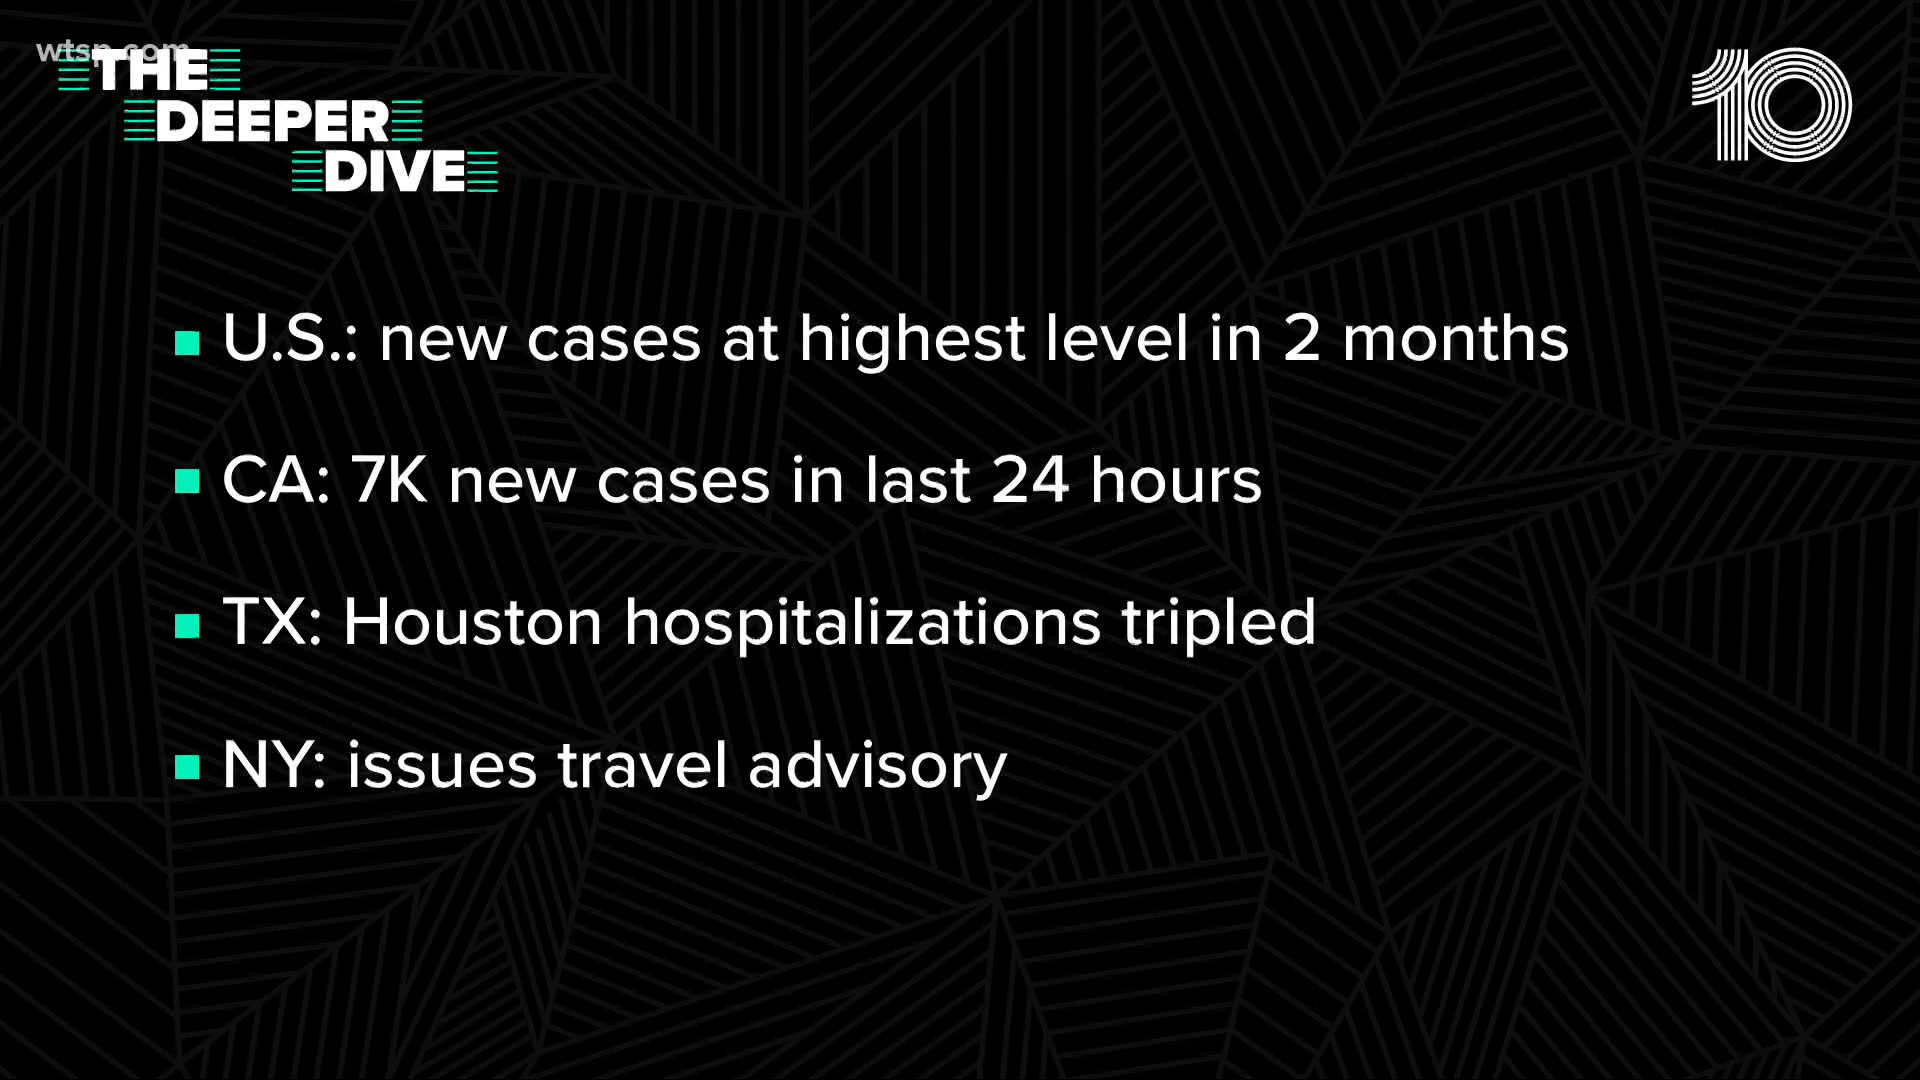 wtsp.com
THE
DEEPER
DIVE
10
U.S.: new cases at highest level in 2 months
CA: 7K new cases in last 24 hours
TX: Houston hospitalizations tripled
NY: issues travel advisory